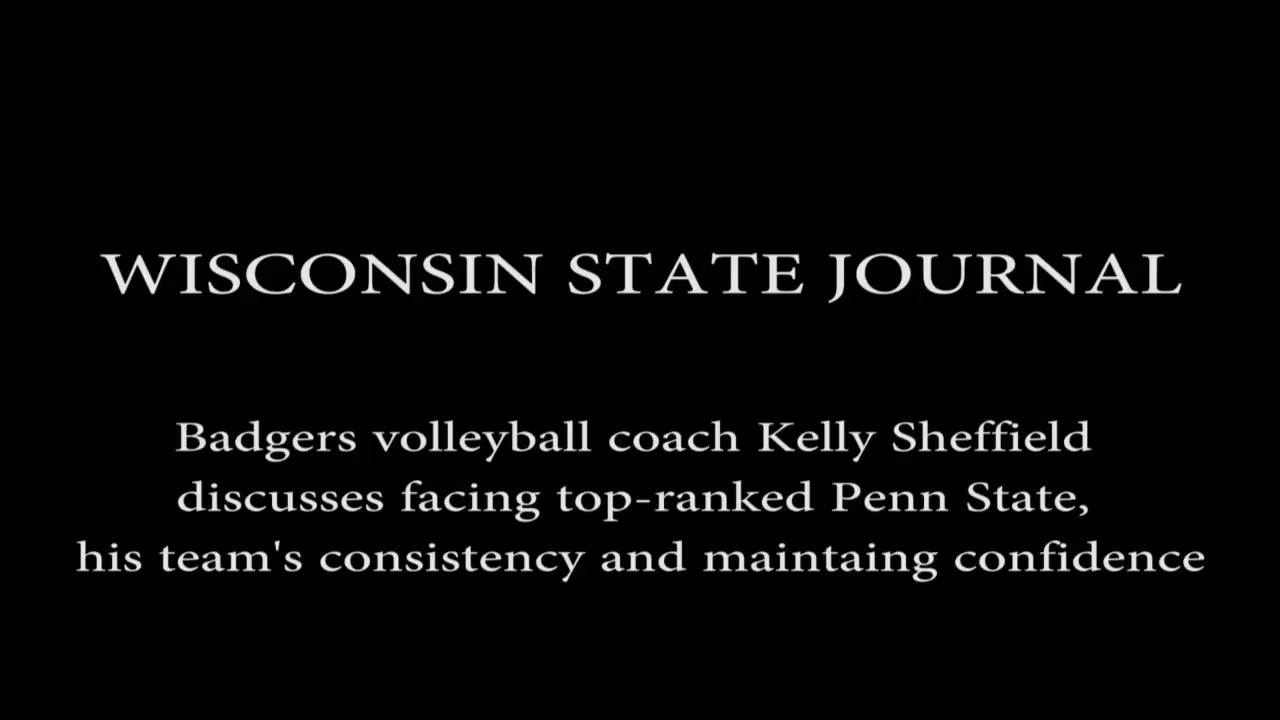 WISCONSIN STATE JOURNAL
Badgers volleyball coach Kelly Sheffield
discusses facing top-ranked Penn State,
his team's consistency and maintaing confidence